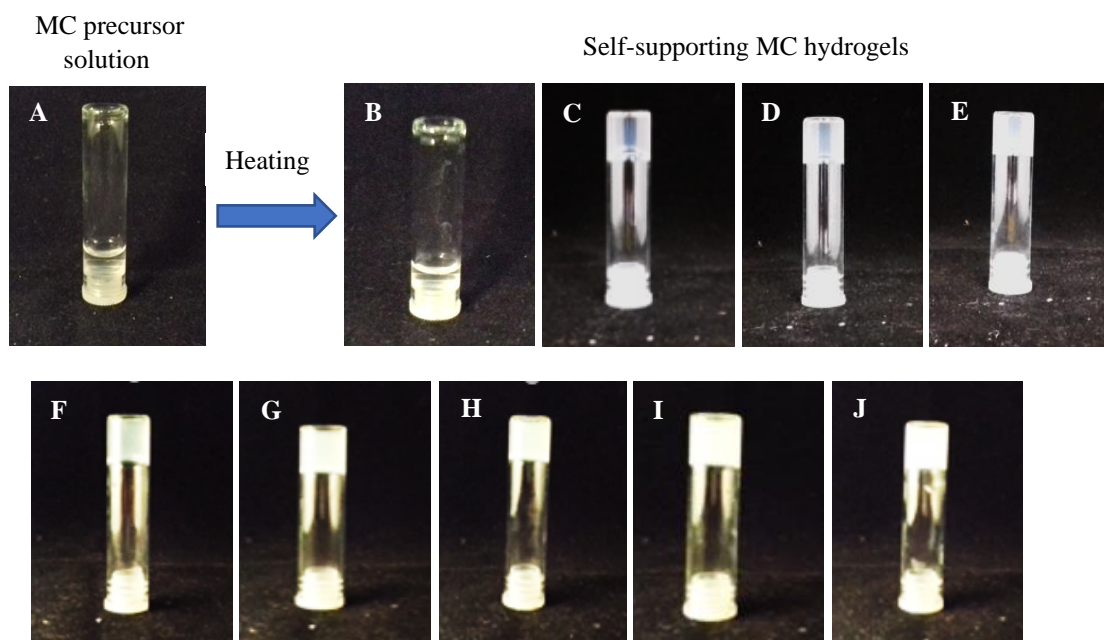 MC precursor
solution
Self-supporting MC hydrogels
A
Heating
B
C
D
E
F
G
H
I
J